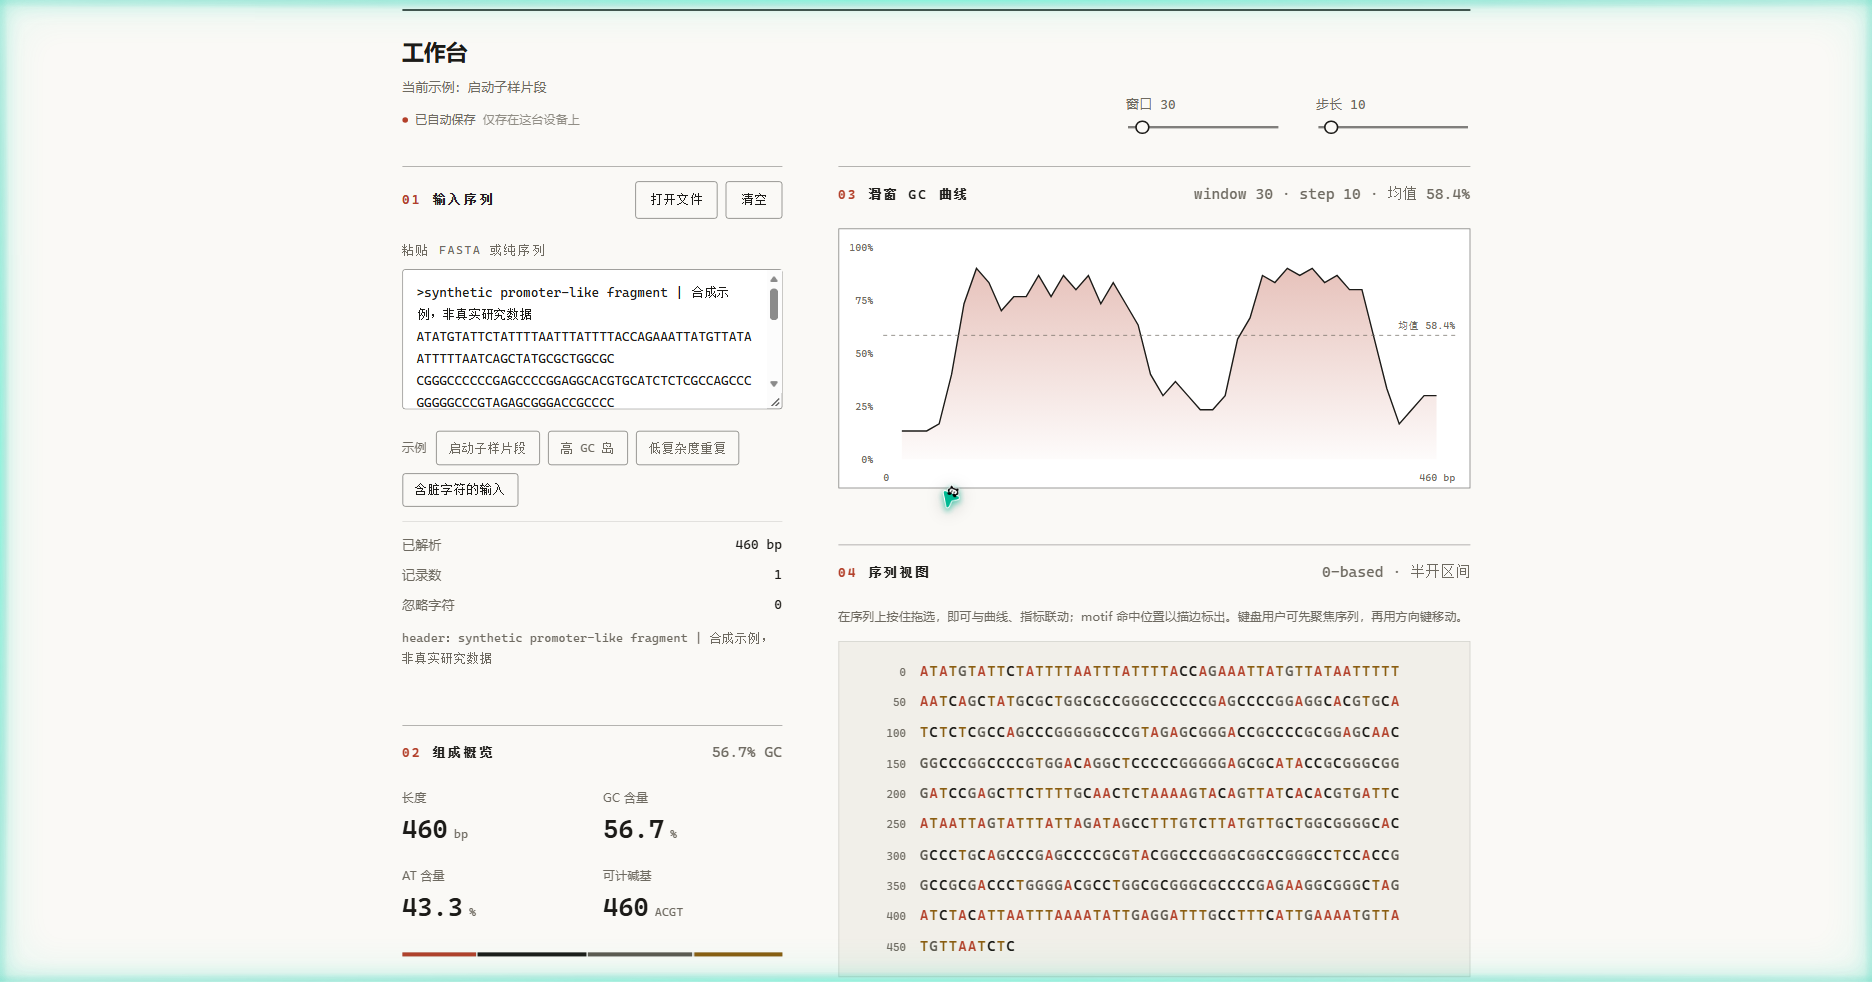 工作台
当前示例：启动子样片段
已自动保存 仅存在这台设备上
窗口 30
步长 10
01 输入序列
打开文件
清空
粘贴 FASTA 或纯序列
>synthetic promoter-like fragment | 合成示
例，非真实研究数据
ATATGTATTCTATTTTAATTTATTTTACCAGAAATTATGTTATA
ATTTTTAATCAGCTATGCGCTGGCGC
CGGGCCCCCCGAGCCCCGGAGGCACGTGCATCTCTCGCCAGCCC
GGGGGCCCGTAGAGCGGGACCGCCCC
示例
启动子样片段
高 GC 岛
低复杂度重复
含脏字符的输入
已解析 460 bp
记录数 1
忽略字符 0
header: synthetic promoter-like fragment | 合成示例，
非真实研究数据
02 组成概览
56.7% GC
长度
460 bp
GC 含量
56.7 %
AT 含量
43.3 %
可计碱基
460 ACGT
03 滑窗 GC 曲线
window 30 · step 10 · 均值 58.4%
100%
75%
均值 58.4%
50%
25%
0%
0
460 bp
04 序列视图
0-based · 半开区间
在序列上按住拖选，即可与曲线、指标联动；motif 命中位置以描边标出。键盘用户可先聚焦序列，再用方向键移动。
0 ATATGTATTCTATTTTAATTTATTTTACCAGAAATTATGTTATAATTTTT
50 AATCAGCTATGCGCTGGCGCCGGGCCCCCCGAGCCCCGGAGGCACGTGCA
100 TCTCTCGCCAGCCCGGGGGCCCGTAGAGCGGGACCGCCCCGCGGAGCAAC
150 GGCCCGGCCCCGTGGACAGGCTCCCCCGGGGGAGCGCATACCGCGGGCGG
200 GATCCGAGCTTCTTTTGCAACTCTAAAAGTACAGTTATCACACGTGATTC
250 ATAATTAGTATTTATTAGATAGCCTTTGTCTTATGTTGCTGGCGGGGCAC
300 GCCCTGCAGCCCGAGCCCCGCGTACGGCCCGGGCGGCCGGGCCTCCACCG
350 GCCGCGACCCTGGGGACGCCTGGCGCGGGCGCCCCGAGAAGGCGGGCTAG
400 ATCTACATTAATTTAAAATATTGAGGATTTGCCTTTCATTGAAAATGTTA
450 TGTTAATCTC